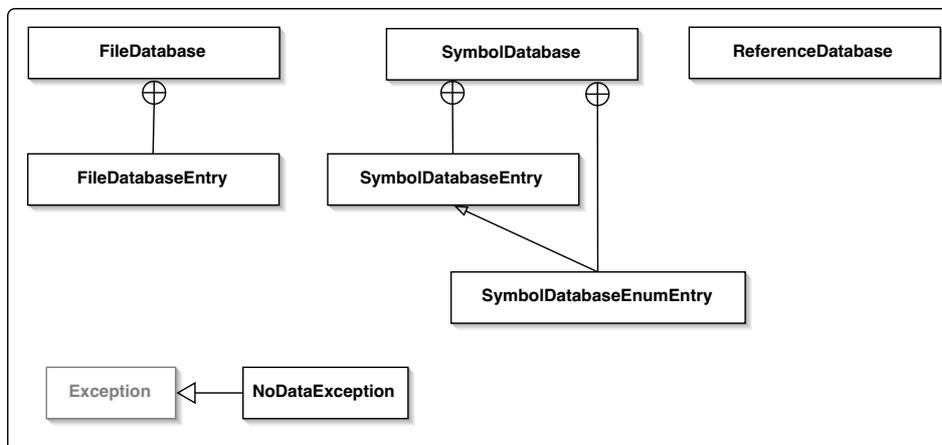 FileDatabase
SymbolDatabase
ReferenceDatabase
FileDatabaseEntry
SymbolDatabaseEntry
SymbolDatabaseEnumEntry
Exception
NoDataException